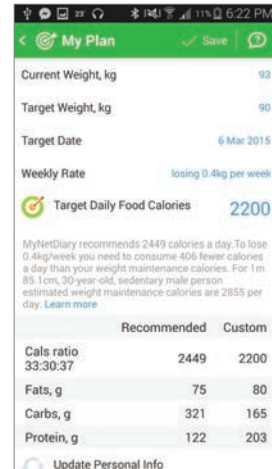 23° 11% 6:22 PM
My Plan Save
Current Weight, kg 93
Target Weight, kg 90
Target Date 6 Mar 2015
Weekly Rate losing 0.4kg per week
Target Daily Food Calories 2200
MyNetDiary recommends 2449 calories a day.To lose
0.4kg/week you need to consume 406 fewer calories
a day than your weight maintenance calories. For 1m
85.1cm, 30-year-old, sedentary male person
estimated weight maintenance calories are 2855 per
day. Learn more
Recommended Custom
Cals ratio
33:30:37 2449 2200
Fats, g 75 80
Carbs, g 321 165
Protein, g 122 203
Update Personal Info